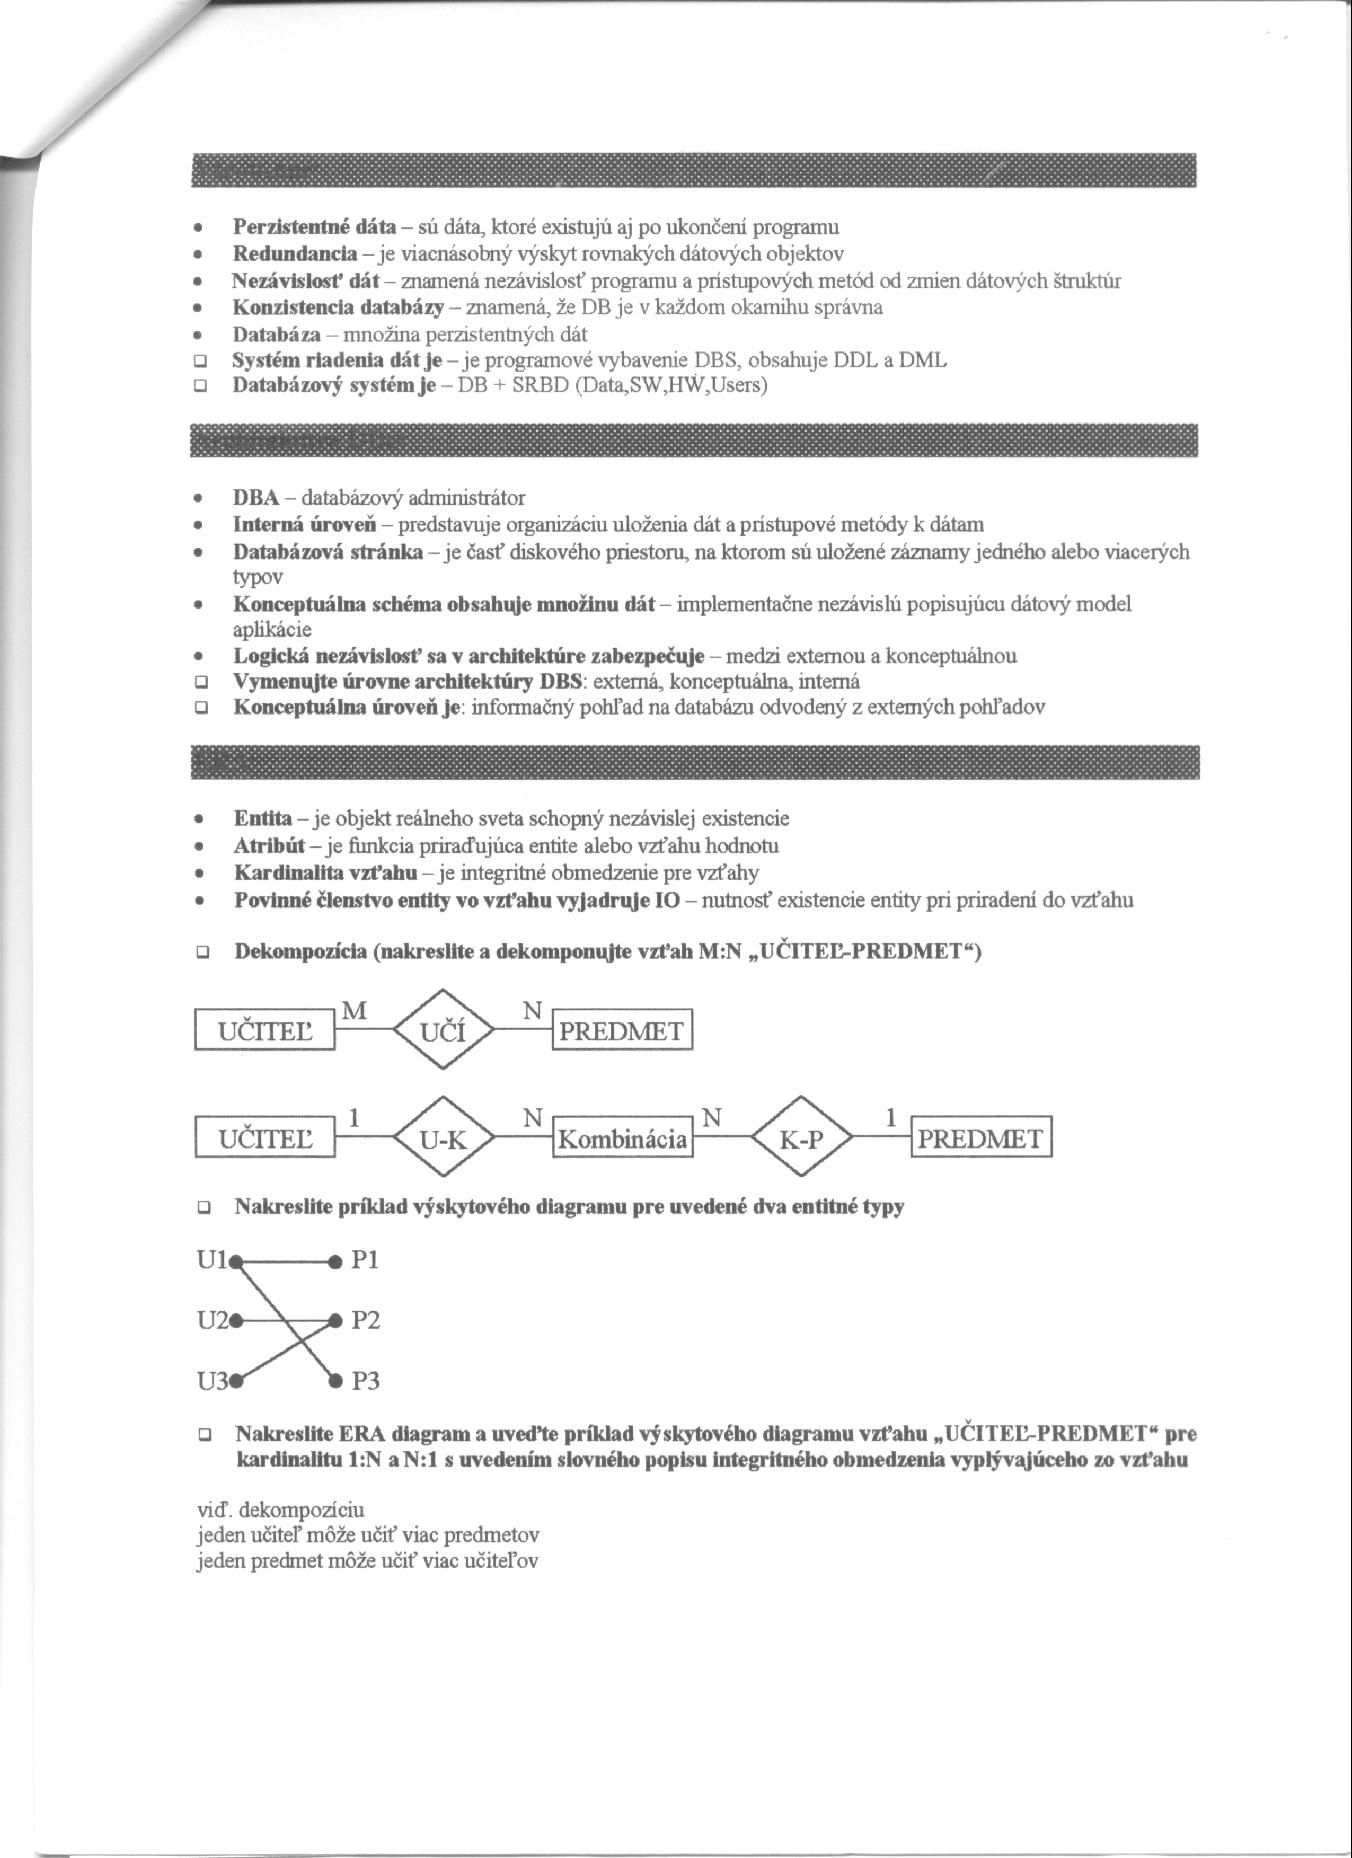 • Perzistentné dáta – sú dáta, ktoré existujú aj po ukončení programu
• Redundancia – je viacnásobný výskyt rovnakých dátových objektov
• Nezávislosť dát – znamená nezávislosť programu a prístupových metód od zmien dátových štruktúr
• Konzistencia databázy – znamená, že DB je v každom okamihu správna
• Databáza – množina perzistentných dát
❑ Systém riadenia dát je – je programové vybavenie DBS, obsahuje DDL a DML
❑ Databázový systém je – DB + SRBD (Data,SW,HW,Users)
• DBA – databázový administrátor
• Interná úroveň – predstavuje organizáciu uloženia dát a prístupové metódy k dátam
• Databázová stránka – je časť diskového priestoru, na ktorom sú uložené záznamy jedného alebo viacerých
typov
• Konceptuálna schéma obsahuje množinu dát – implementačne nezávislú popisujúcu dátový model
aplikácie
• Logická nezávislosť sa v architektúre zabezpečuje – medzi externou a konceptuálnou
❑ Vymenujte úrovne architektúry DBS: externá, konceptuálna, interná
❑ Konceptuálna úroveň je: informačný pohľad na databázu odvodený z externých pohľadov
• Entita – je objekt reálneho sveta schopný nezávislej existencie
• Atribút – je funkcia priraďujúca entite alebo vzťahu hodnotu
• Kardinalita vzťahu – je integritné obmedzenie pre vzťahy
• Povinné členstvo entity vo vzťahu vyjadruje IO – nutnosť existencie entity pri priradení do vzťahu
❑ Dekompozícia (nakreslite a dekomponujte vzťah M:N „UČITEĽ-PREDMET“)
UČITEĽ M UČÍ N PREDMET
UČITEĽ 1 U-K N Kombinácia N K-P 1 PREDMET
❑ Nakreslite príklad výskytového diagramu pre uvedené dva entitné typy
U1 P1
U2 P2
U3 P3
❑ Nakreslite ERA diagram a uveďte príklad výskytového diagramu vzťahu „UČITEĽ-PREDMET“ pre
kardinalitu 1:N a N:1 s uvedením slovného popisu integritného obmedzenia vyplývajúceho zo vzťahu
viď. dekompozíciu
jeden učiteľ môže učiť viac predmetov
jeden predmet môže učiť viac učiteľov